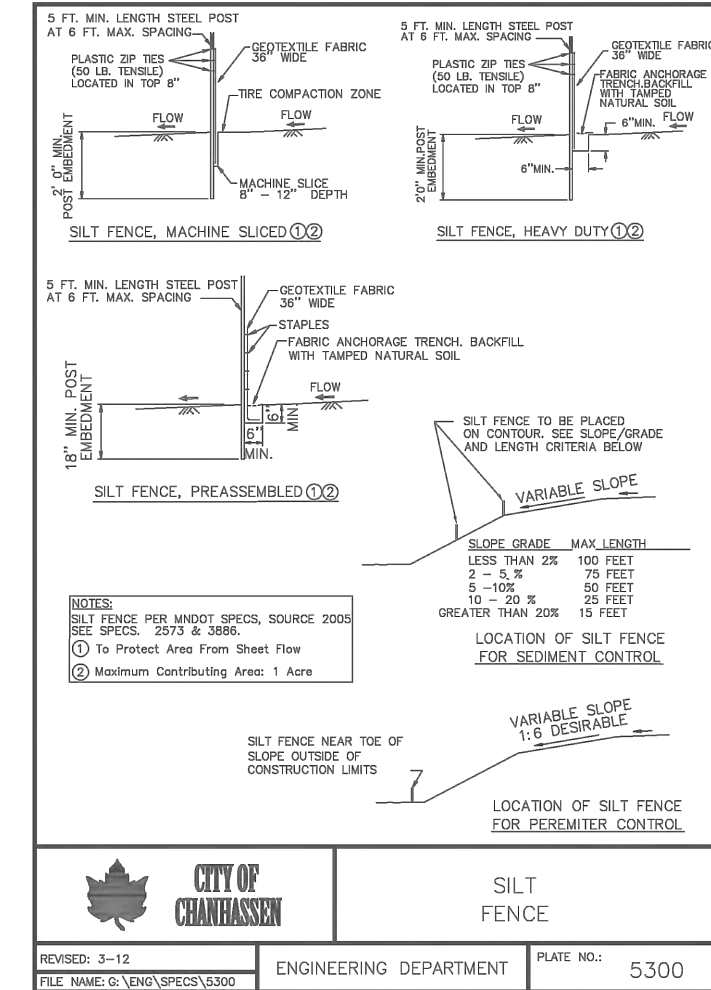 5 FT. MIN. LENGTH STEEL POST
AT 6 FT. MAX. SPACING
PLASTIC ZIP TIES
(50 LB. TENSILE)
LOCATED IN TOP 8"
GEOTEXTILE FABRIC
36" WIDE
TIRE COMPACTION ZONE
FLOW
FLOW
2' 0" MIN.
POST EMBEDMENT
MACHINE SLICE
8" – 12" DEPTH
SILT FENCE, MACHINE SLICED ①②
5 FT. MIN. LENGTH STEEL POST
AT 6 FT. MAX. SPACING
PLASTIC ZIP TIES
(50 LB. TENSILE)
LOCATED IN TOP 8"
GEOTEXTILE FABRIC
36" WIDE
FABRIC ANCHORAGE
TRENCH.BACKFILL
WITH TAMPED
NATURAL SOIL
FLOW
6"MIN.
FLOW
2'0" MIN.POST
EMBEDMENT
6"MIN.
SILT FENCE, HEAVY DUTY ①②
5 FT. MIN. LENGTH STEEL POST
AT 6 FT. MAX. SPACING
GEOTEXTILE FABRIC
36" WIDE
STAPLES
FABRIC ANCHORAGE TRENCH. BACKFILL
WITH TAMPED NATURAL SOIL
FLOW
18" MIN. POST
EMBEDMENT
6"
MIN.
6"
MIN.
SILT FENCE, PREASSEMBLED ①②
SILT FENCE TO BE PLACED
ON CONTOUR. SEE SLOPE/GRADE
AND LENGTH CRITERIA BELOW
VARIABLE SLOPE
SLOPE GRADE MAX LENGTH
LESS THAN 2% 100 FEET
2 – 5 % 75 FEET
5 –10% 50 FEET
10 – 20 % 25 FEET
GREATER THAN 20% 15 FEET
LOCATION OF SILT FENCE
FOR SEDIMENT CONTROL
NOTES:
SILT FENCE PER MNDOT SPECS, SOURCE 2005
SEE SPECS. 2573 & 3886.
① To Protect Area From Sheet Flow
② Maximum Contributing Area: 1 Acre
VARIABLE SLOPE
1:6 DESIRABLE
SILT FENCE NEAR TOE OF
SLOPE OUTSIDE OF
CONSTRUCTION LIMITS
LOCATION OF SILT FENCE
FOR PEREMITER CONTROL
CITY OF
CHANHASSEN
SILT
FENCE
REVISED: 3–12
FILE NAME: G:\ENG\SPECS\5300
ENGINEERING DEPARTMENT
PLATE NO.:
5300